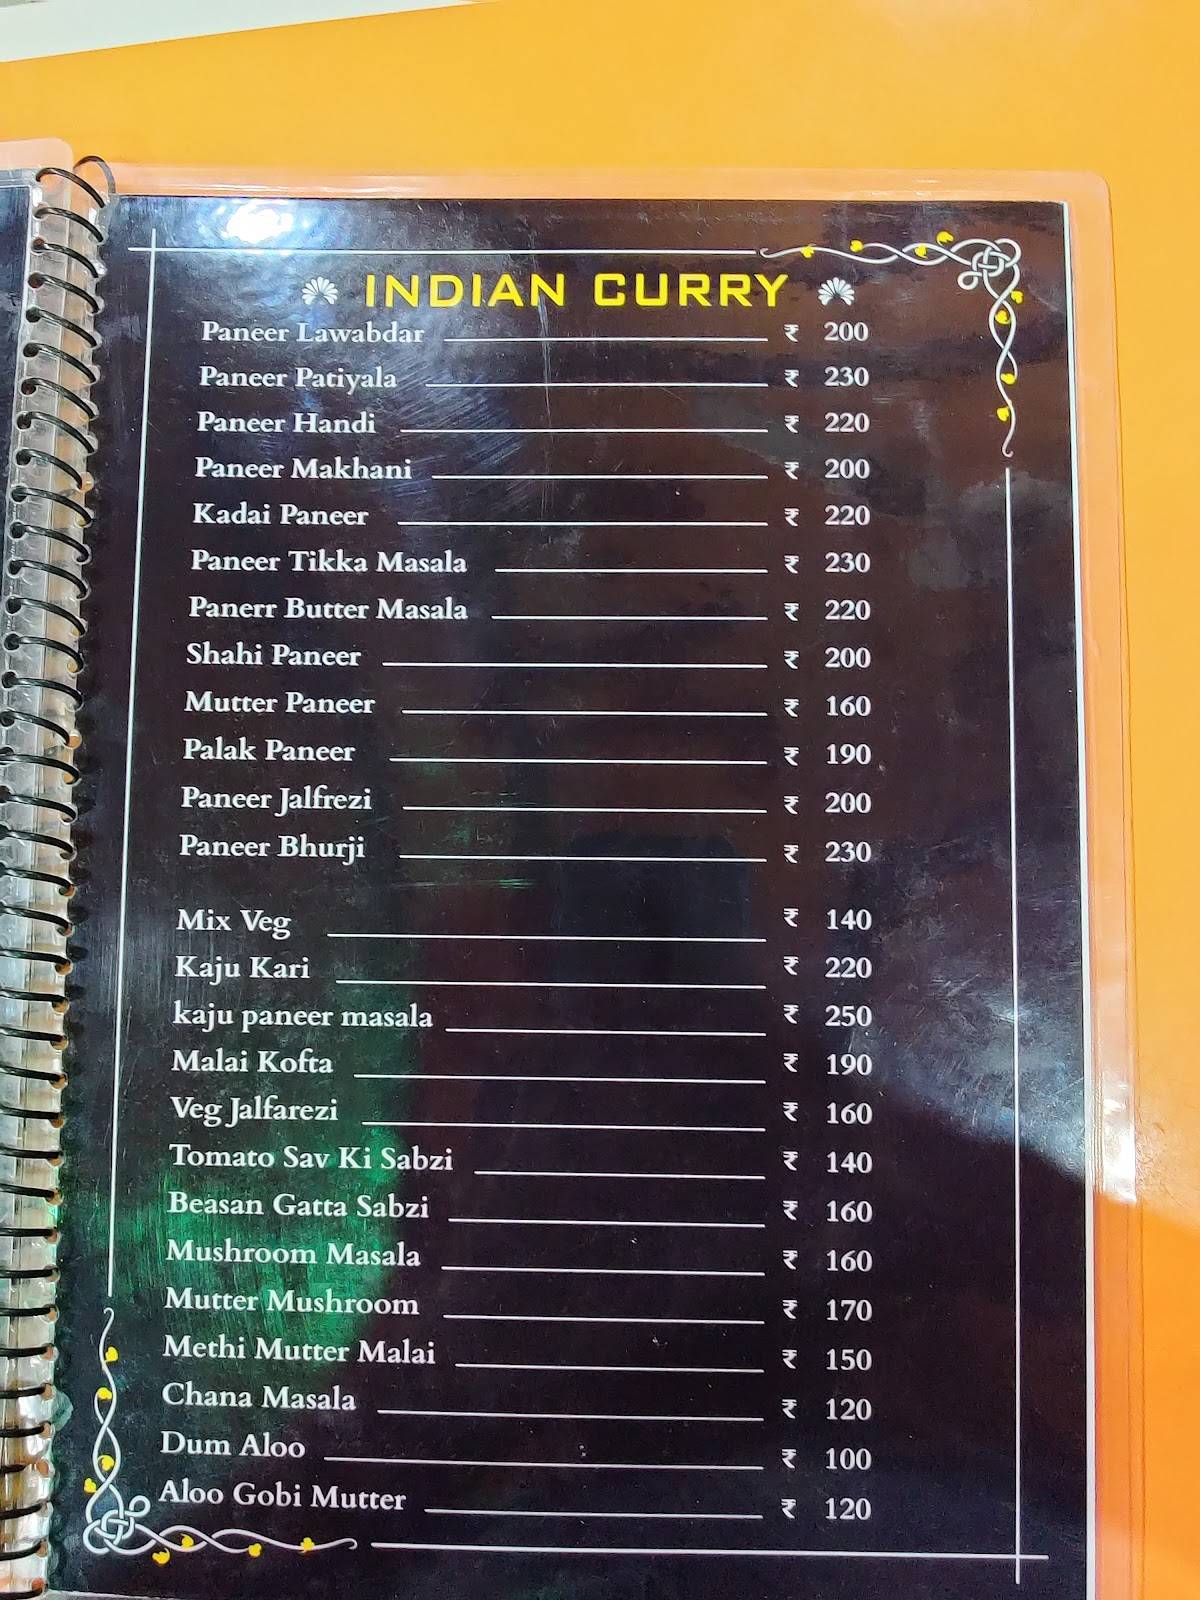 INDIAN CURRY
Paneer Lawabdar ₹ 200
Paneer Patiyala ₹ 230
Paneer Handi ₹ 220
Paneer Makhani ₹ 200
Kadai Paneer ₹ 220
Paneer Tikka Masala ₹ 230
Panerr Butter Masala ₹ 220
Shahi Paneer ₹ 200
Mutter Paneer ₹ 160
Palak Paneer ₹ 190
Paneer Jalfrezi ₹ 200
Paneer Bhurji ₹ 230
Mix Veg ₹ 140
Kaju Kari ₹ 220
kaju paneer masala ₹ 250
Malai Kofta ₹ 190
Veg Jalfarezi ₹ 160
Tomato Sav Ki Sabzi ₹ 140
Beasan Gatta Sabzi ₹ 160
Mushroom Masala ₹ 160
Mutter Mushroom ₹ 170
Methi Mutter Malai ₹ 150
Chana Masala ₹ 120
Dum Aloo ₹ 100
Aloo Gobi Mutter ₹ 120